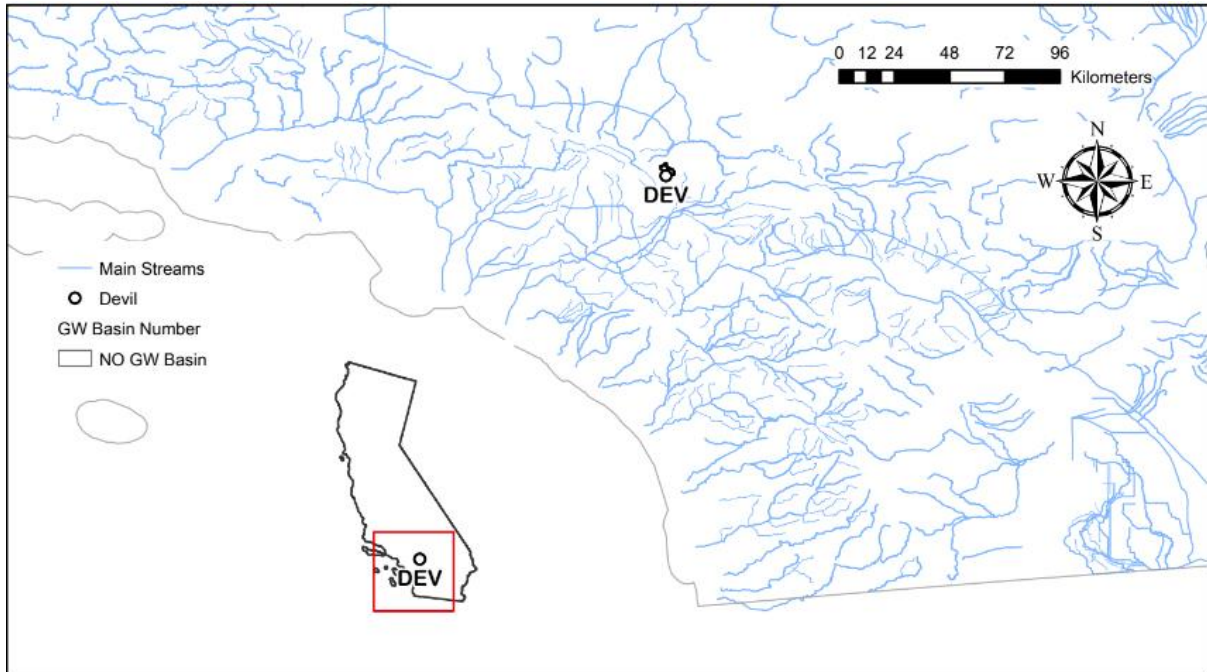 0 12 24 48 72 96
Kilometers
N
W E
S
DEV
Main Streams
Devil
GW Basin Number
NO GW Basin
DEV